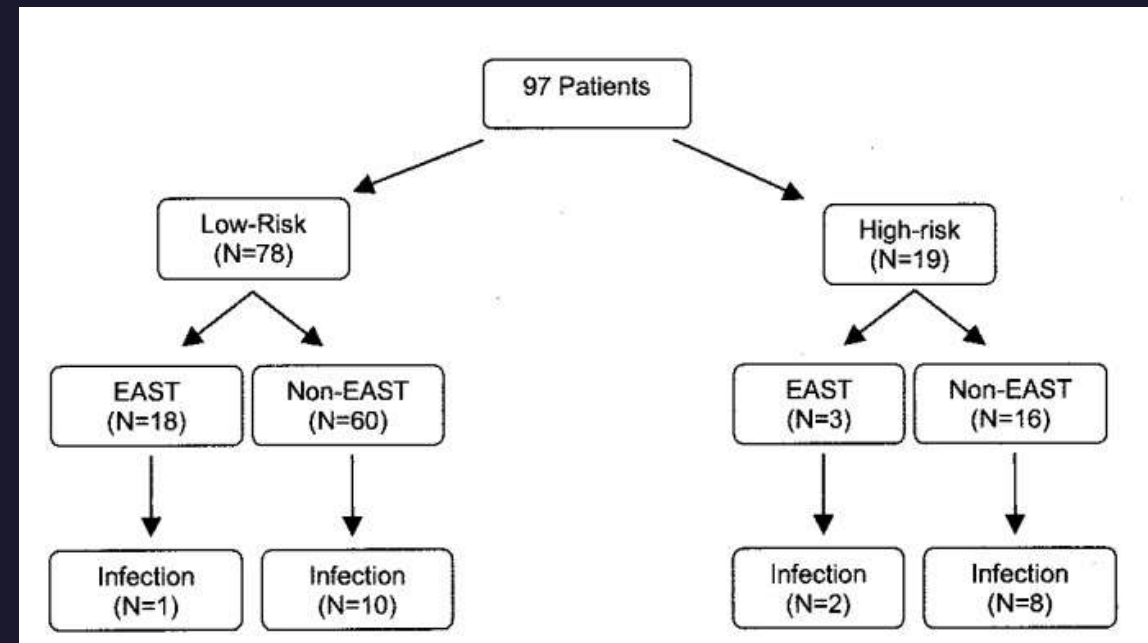 97 Patients
Low-Risk
(N=78)
High-risk
(N=19)
EAST
(N=18)
Non-EAST
(N=60)
EAST
(N=3)
Non-EAST
(N=16)
Infection
(N=1)
Infection
(N=10)
Infection
(N=2)
Infection
(N=8)